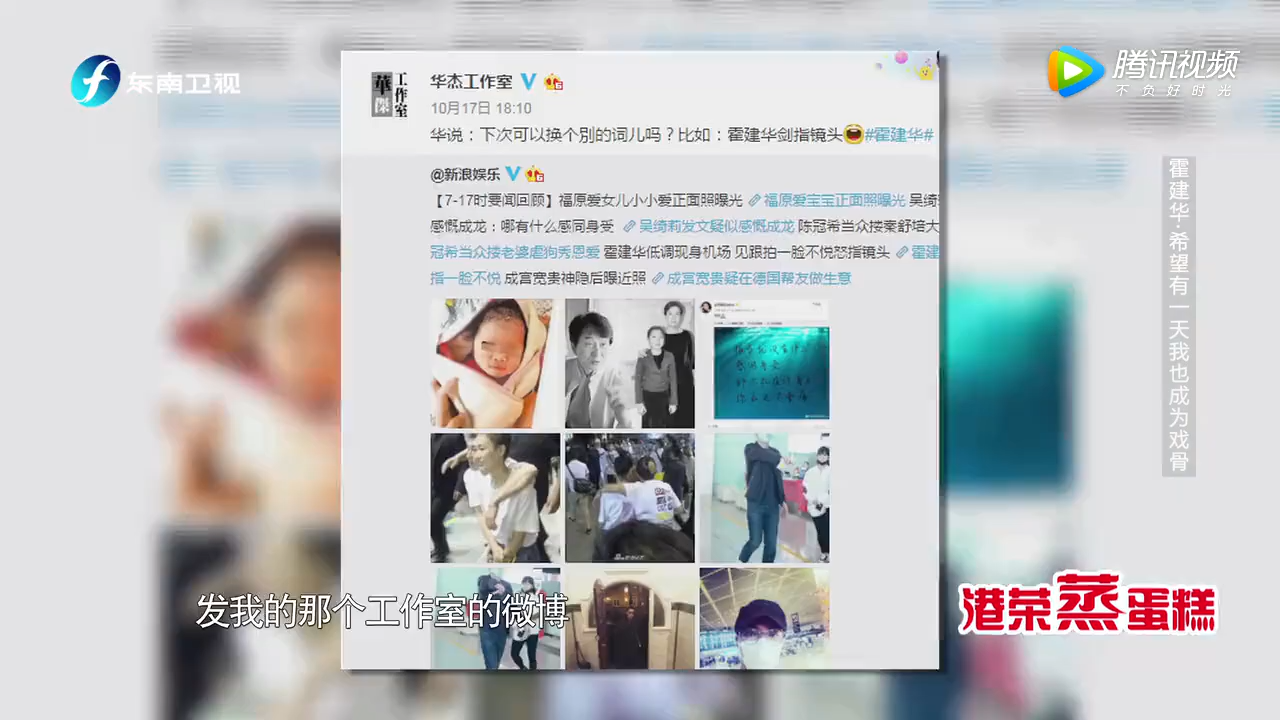 东南卫视
腾讯视频
不负好时光
華傑工作室
华杰工作室
10月17日 18:10
华说：下次可以换个別的词儿吗？比如：霍建华剑指镜头#霍建华#
@新浪娱乐
【7-17时要闻回顾】福原爱女儿小小爱正面照曝光 福原爱宝宝正面照曝光 吴绮
感慨成龙：哪有什么感同身受 吴绮莉发文疑似感慨成龙 陈冠希当众搂秦舒培大
冠希当众搂老婆虐狗秀恩爱 霍建华低调现身机场 见跟拍一脸不悦怒指镜头 霍建
指一脸不悦 成宫宽贵神隐后曝近照 成宫宽贵疑在德国帮友做生意
霍建华:希望有一天我也成为戏骨
发我的那个工作室的微博
港荣蒸蛋糕